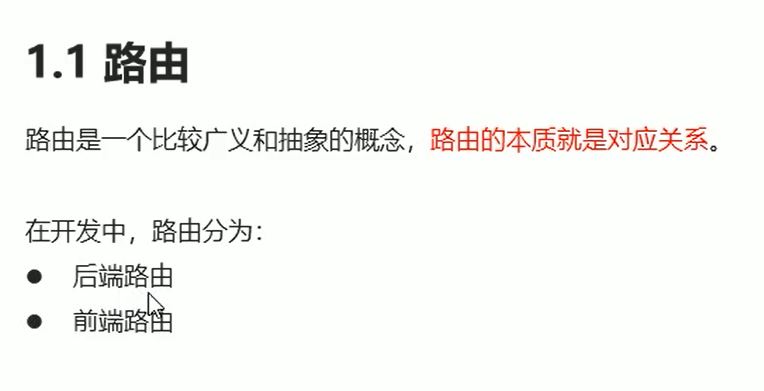 1.1 路由
路由是一个比较广义和抽象的概念，路由的本质就是对应关系。
在开发中，路由分为：
● 后端路由
● 前端路由